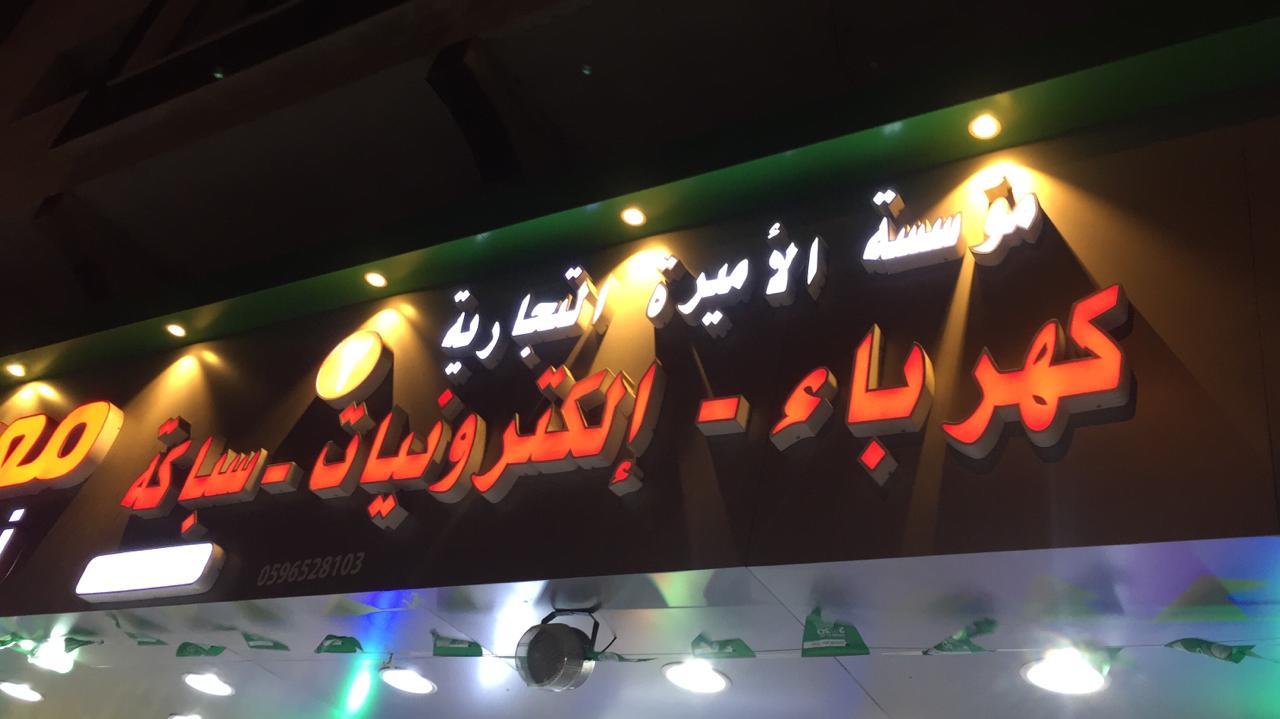 مؤسسة الأميرة التجارية
كهرباء - إلكترونيات - سباكة
0596528103